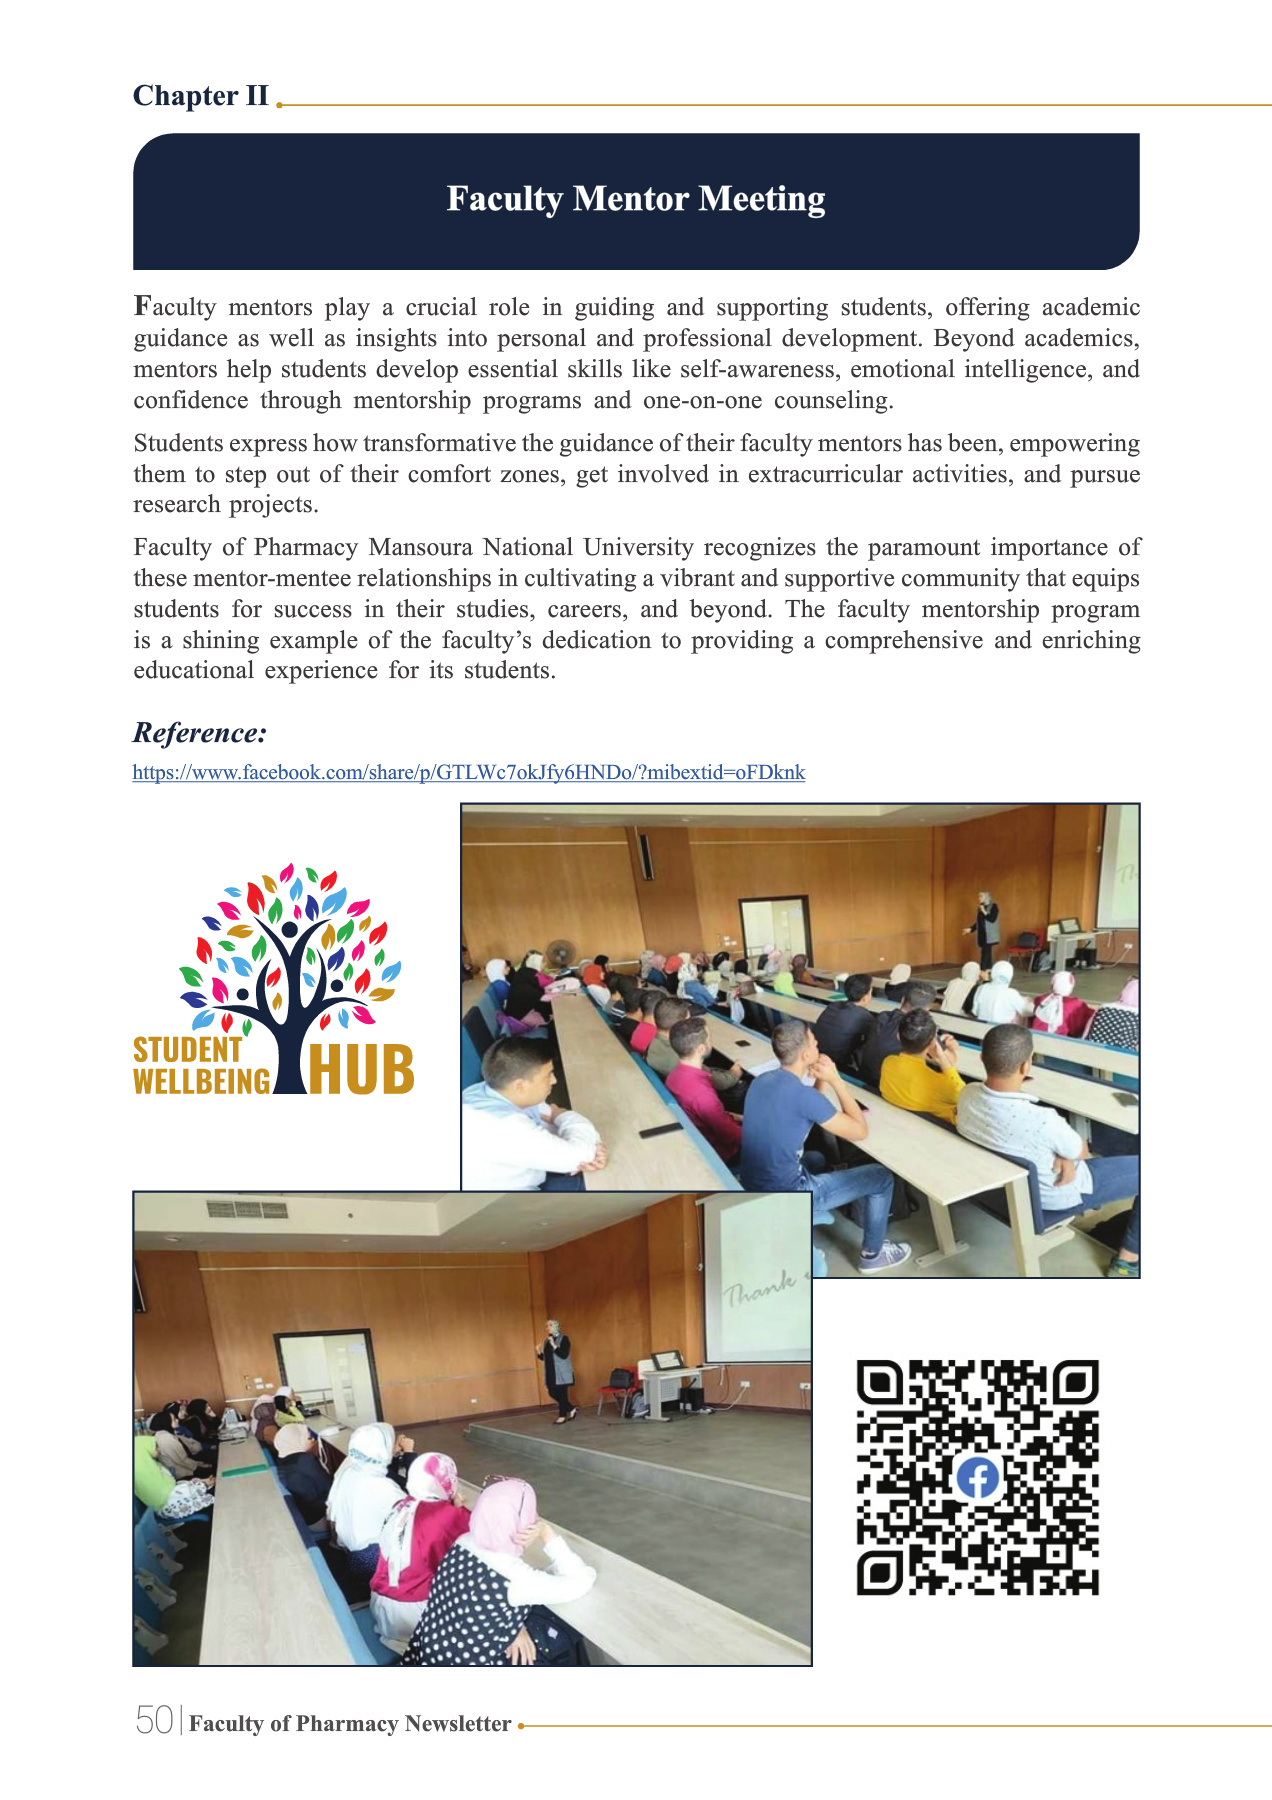 Chapter II
Faculty Mentor Meeting
Faculty mentors play a crucial role in guiding and supporting students, offering academic
guidance as well as insights into personal and professional development. Beyond academics,
mentors help students develop essential skills like self-awareness, emotional intelligence, and
confidence through mentorship programs and one-on-one counseling.
Students express how transformative the guidance of their faculty mentors has been, empowering
them to step out of their comfort zones, get involved in extracurricular activities, and pursue
research projects.
Faculty of Pharmacy Mansoura National University recognizes the paramount importance of
these mentor-mentee relationships in cultivating a vibrant and supportive community that equips
students for success in their studies, careers, and beyond. The faculty mentorship program
is a shining example of the faculty’s dedication to providing a comprehensive and enriching
educational experience for its students.
Reference:
https://www.facebook.com/share/p/GTLWc7okJfy6HNDo/?mibextid=oFDknk
Th
STUDENT
WELLBEING HUB
Thank
50 Faculty of Pharmacy Newsletter